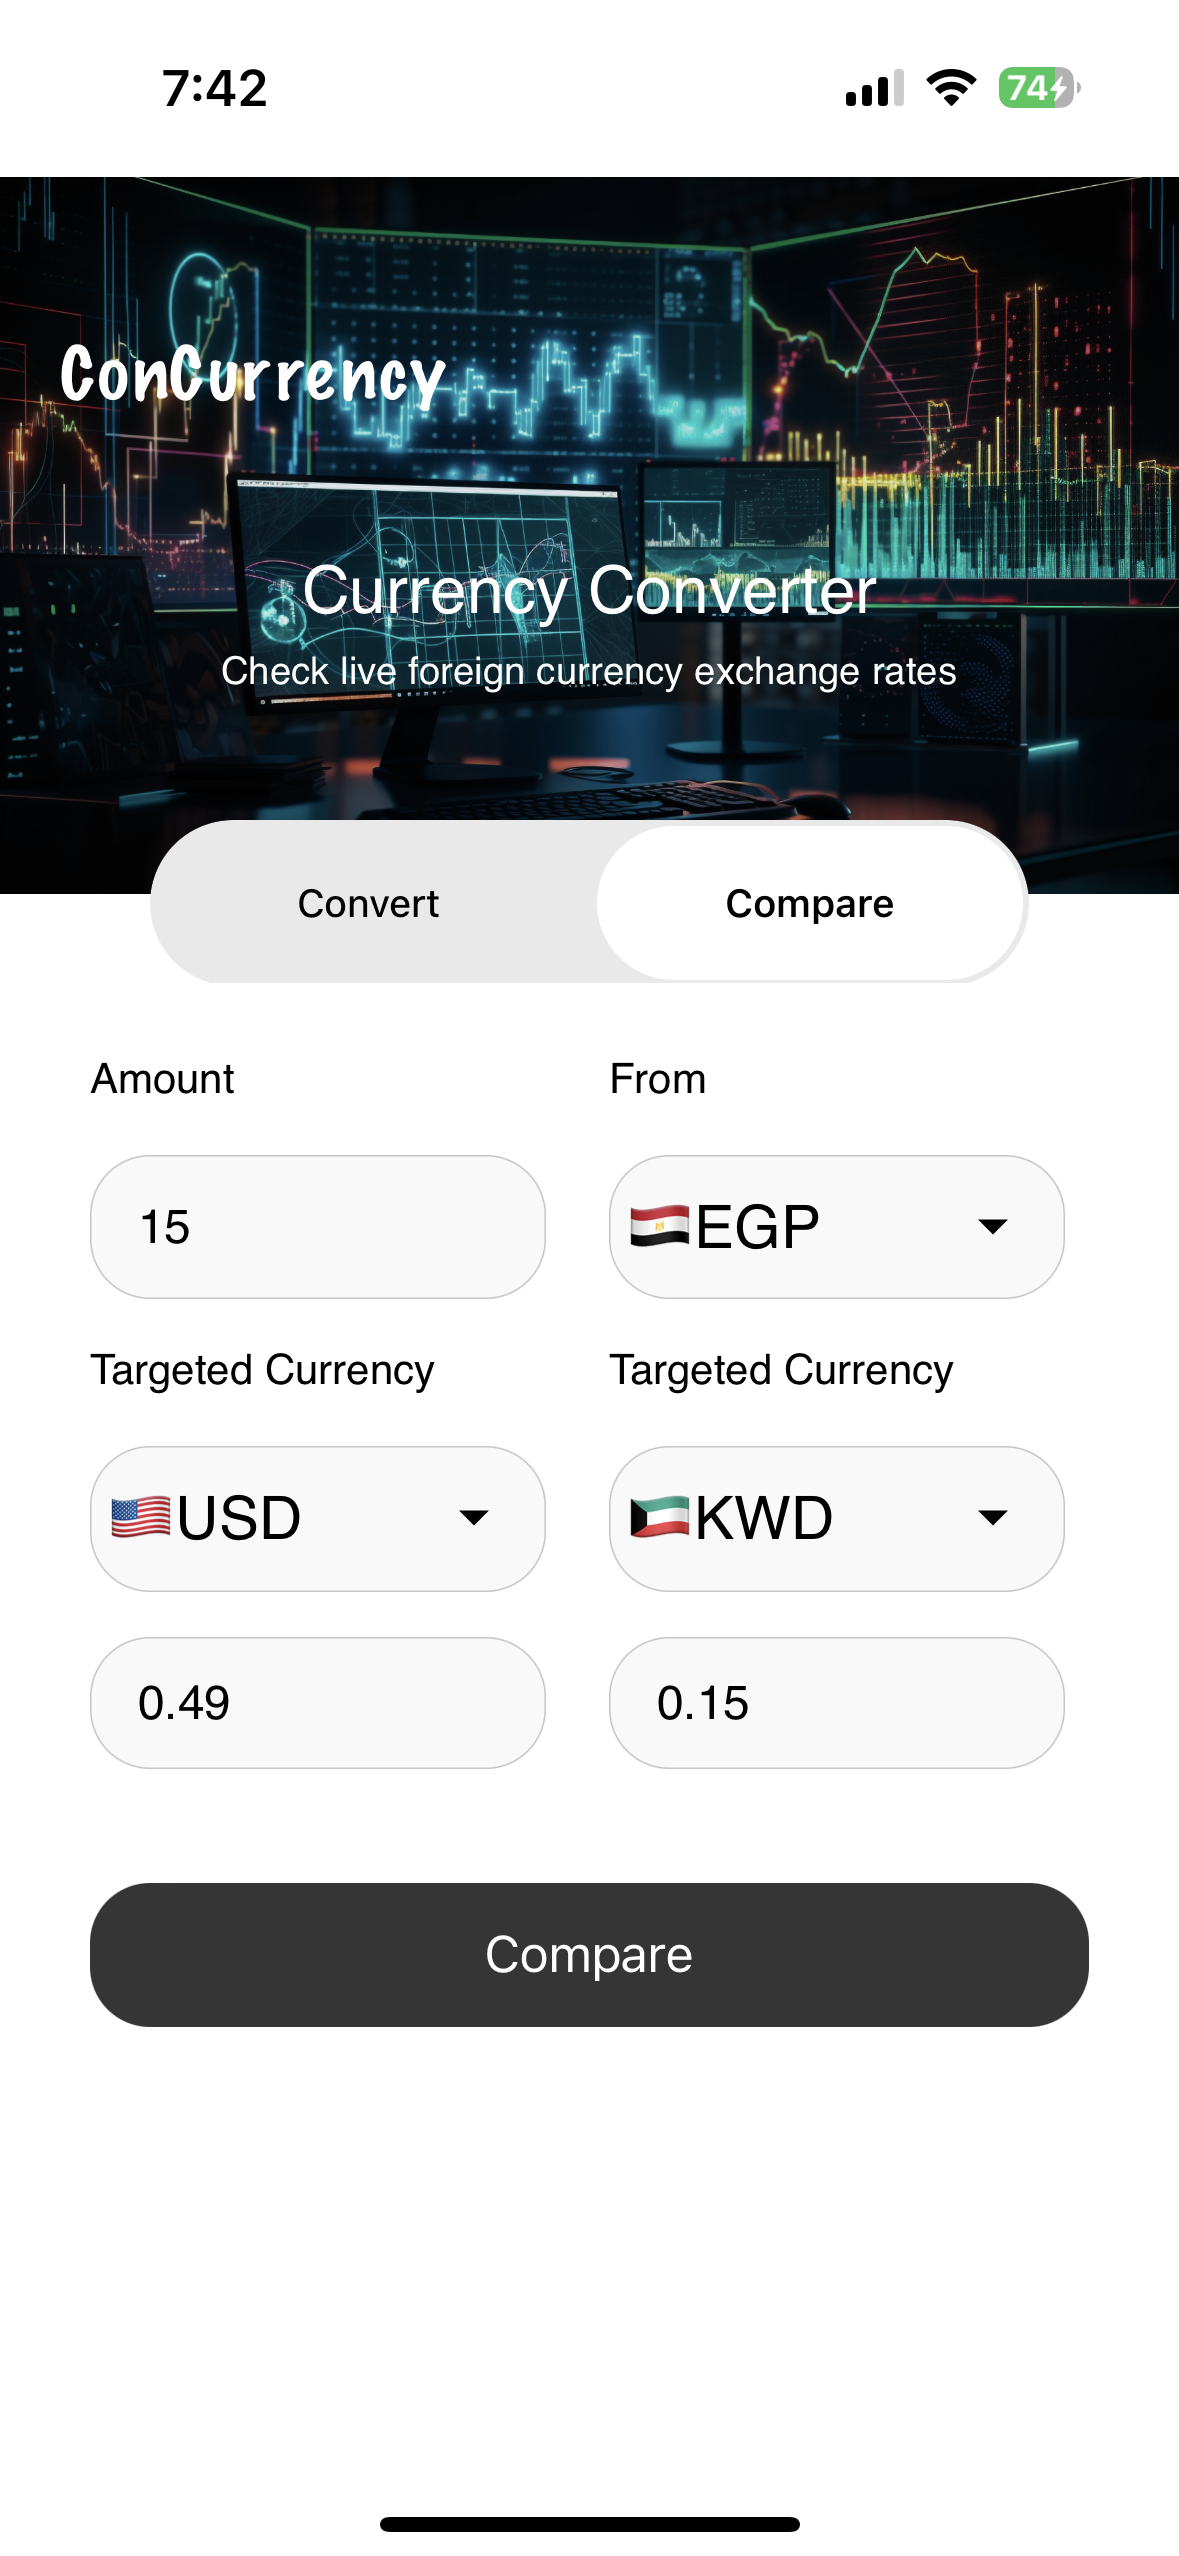 7:42
74
ConCurrency
Currency Converter
Check live foreign currency exchange rates
Convert
Compare
Amount
From
15
EGP
Targeted Currency
Targeted Currency
USD
KWD
0.49
0.15
Compare